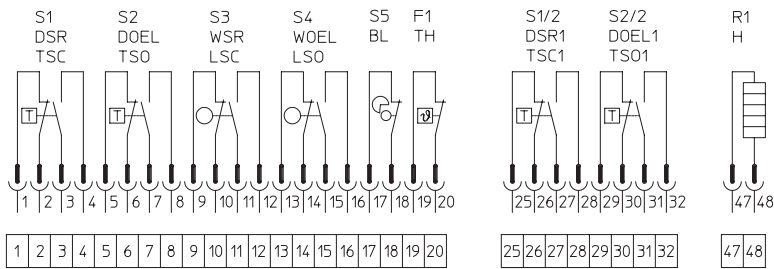 S1 S2 S3 S4 S5 F1 S1/2 S2/2 R1
DSR DOEL WSR WOEL BL TH DSR1 DOEL1 H
TSC TSO LSC LSO TSC1 TSO1
T T ϑ T T
1 2 3 4 5 6 7 8 9 10 11 12 13 14 15 16 17 18 19 20 25 26 27 28 29 30 31 32 47 48
1 2 3 4 5 6 7 8 9 10 11 12 13 14 15 16 17 18 19 20 25 26 27 28 29 30 31 32 47 48